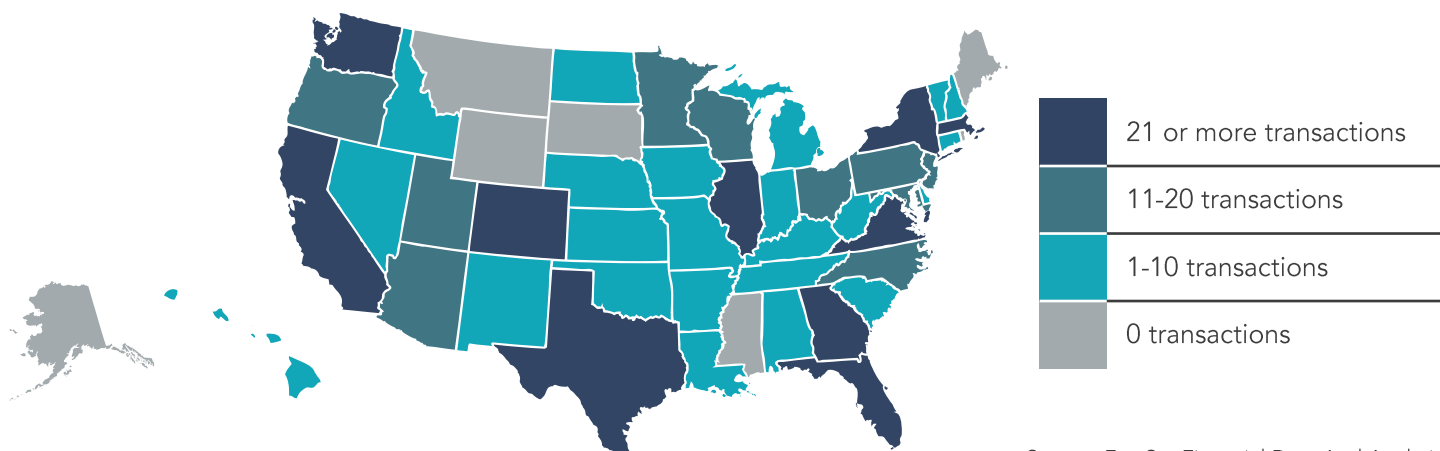 21 or more transactions
11-20 transactions
1-10 transactions
0 transactions